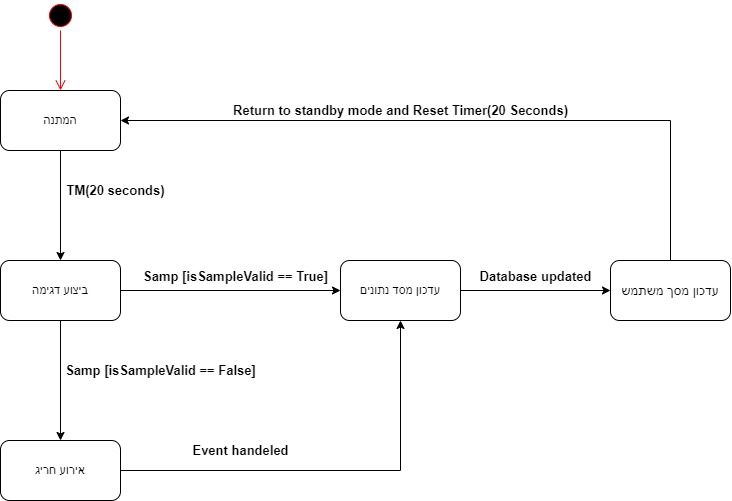 Return to standby mode and Reset Timer(20 Seconds)
המתנה
TM(20 seconds)
Samp [isSampleValid == True]
Database updated
ביצוע דגימה
עדכון מסד נתונים
עדכון מסך משתמש
Samp [isSampleValid == False]
Event handeled
אירוע חריג